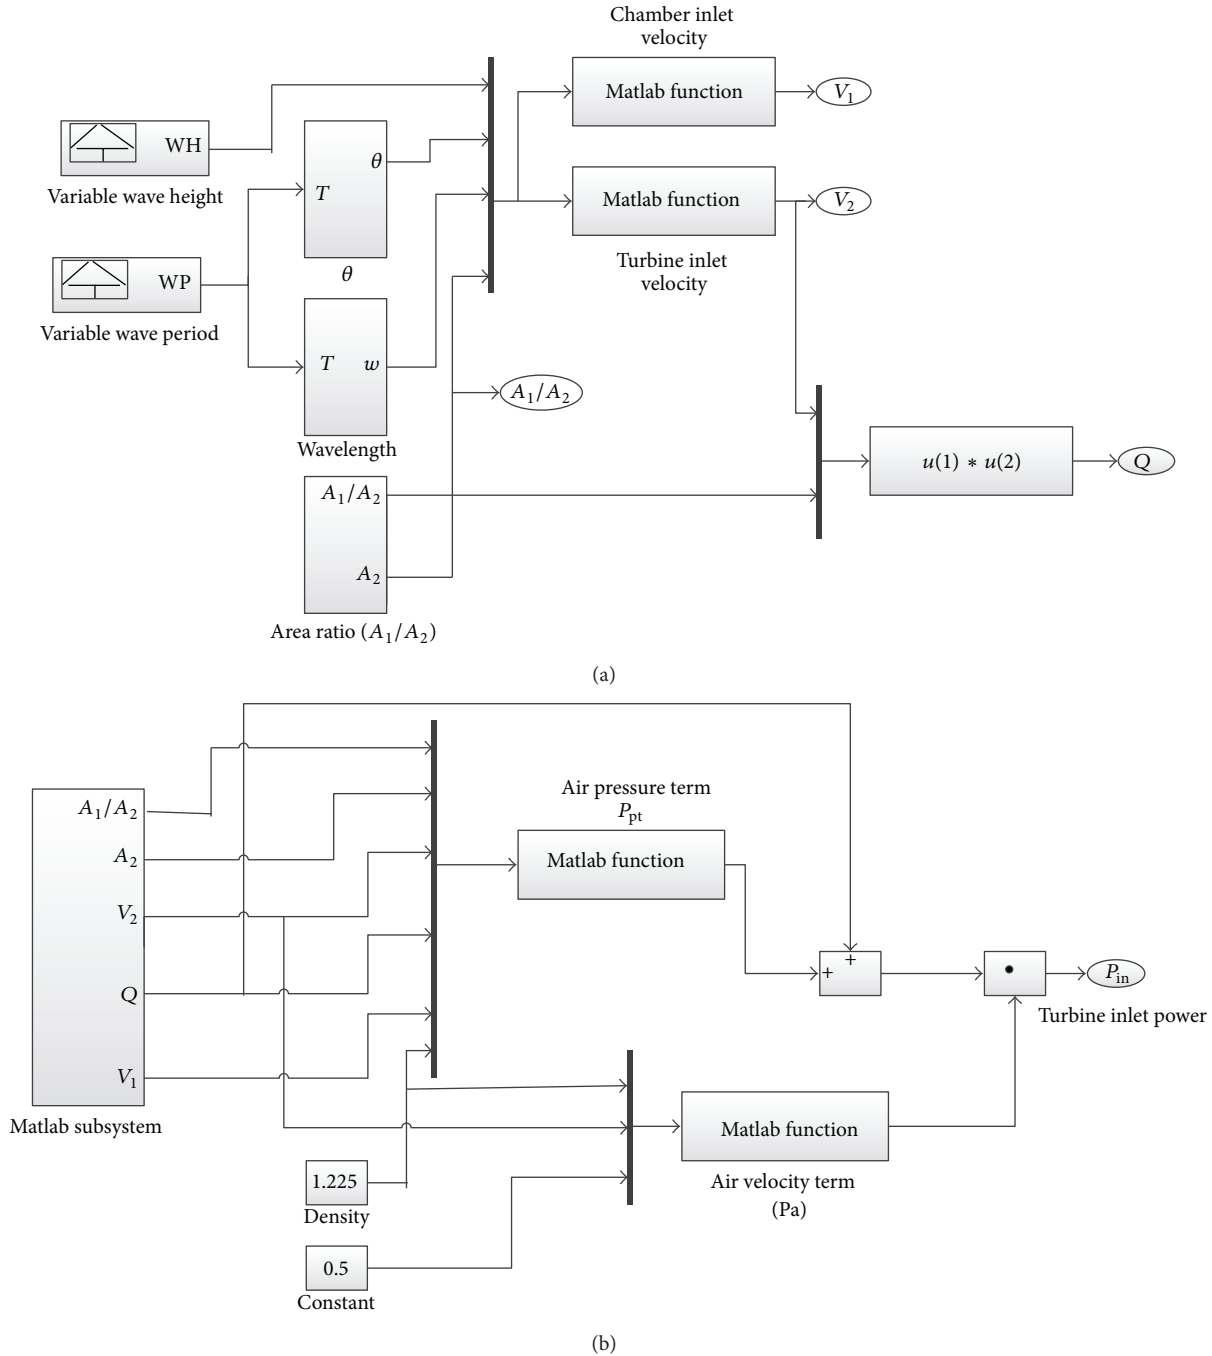 Chamber inlet
velocity
Matlab function
V₁
WH
Variable wave height
θ
T
θ
Matlab function
V₂
Turbine inlet
velocity
WP
Variable wave period
T w
Wavelength
A₁/A₂
A₁/A₂
A₂
Area ratio (A₁/A₂)
u(1) ∗ u(2)
Q
(a)
A₁/A₂
A₂
V₂
Q
V₁
Matlab subsystem
Air pressure term
Pₚₜ
Matlab function
+
+
•
Pᵢₙ
Turbine inlet power
Matlab function
Air velocity term
(Pa)
1.225
Density
0.5
Constant
(b)